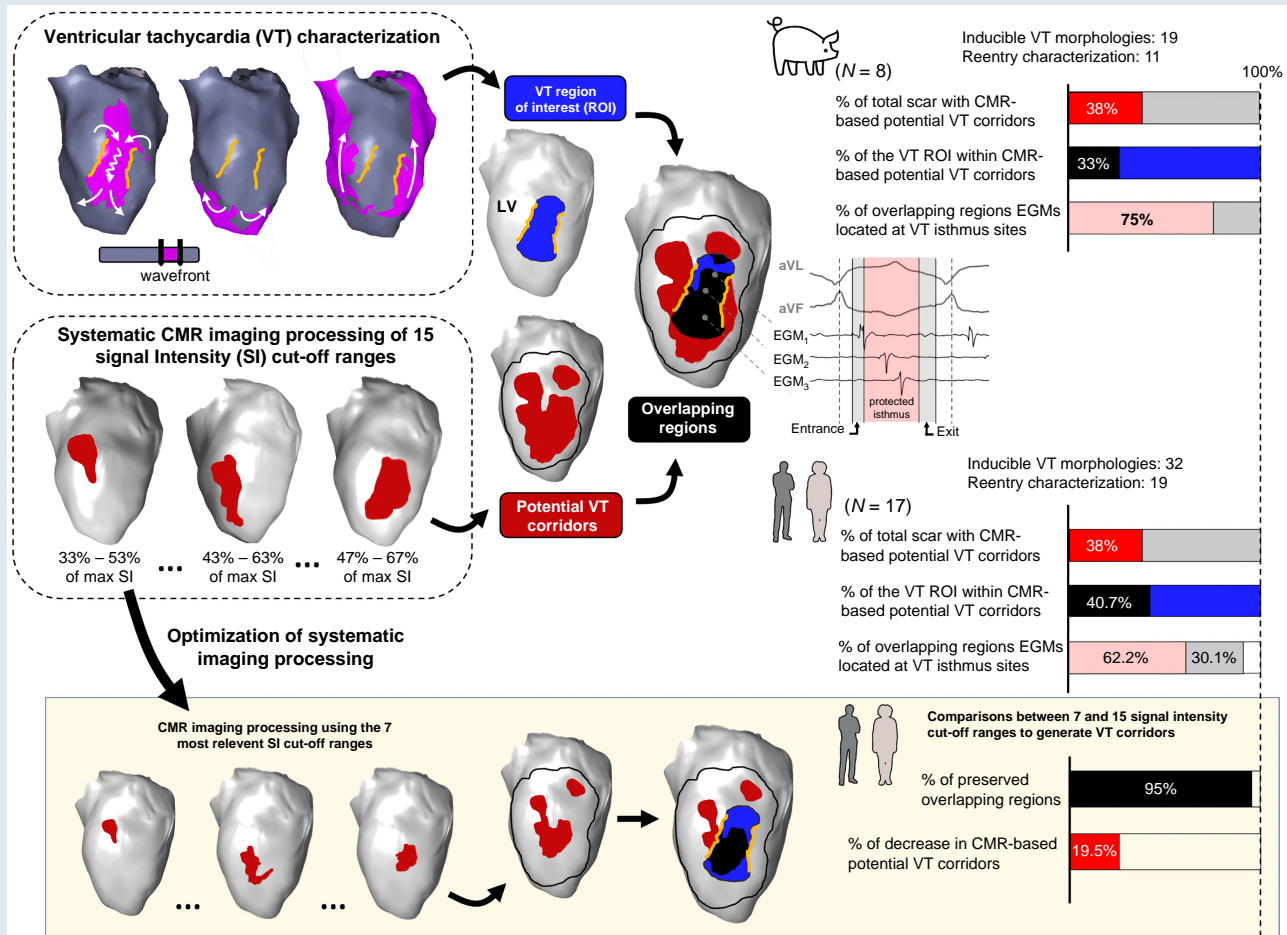 Ventricular tachycardia (VT) characterization
wavefront
VT region
of interest (ROI)
LV
Systematic CMR imaging processing of 15
signal Intensity (SI) cut-off ranges
33% – 53%
of max SI
...
43% – 63%
of max SI
...
47% – 67%
of max SI
Potential VT
corridors
Overlapping
regions
(N = 8)
Inducible VT morphologies: 19
Reentry characterization: 11
100%
% of total scar with CMR-
based potential VT corridors
38%
% of the VT ROI within CMR-
based potential VT corridors
33%
% of overlapping regions EGMs
located at VT isthmus sites
75%
aVL
aVF
EGM1
EGM2
EGM3
protected
isthmus
Entrance
Exit
(N = 17)
Inducible VT morphologies: 32
Reentry characterization: 19
% of total scar with CMR-
based potential VT corridors
38%
% of the VT ROI within CMR-
based potential VT corridors
40.7%
% of overlapping regions EGMs
located at VT isthmus sites
62.2%
30.1%
Optimization of systematic
imaging processing
CMR imaging processing using the 7
most relevent SI cut-off ranges
...
...
Comparisons between 7 and 15 signal intensity
cut-off ranges to generate VT corridors
% of preserved
overlapping regions
95%
% of decrease in CMR-based
potential VT corridors
19.5%